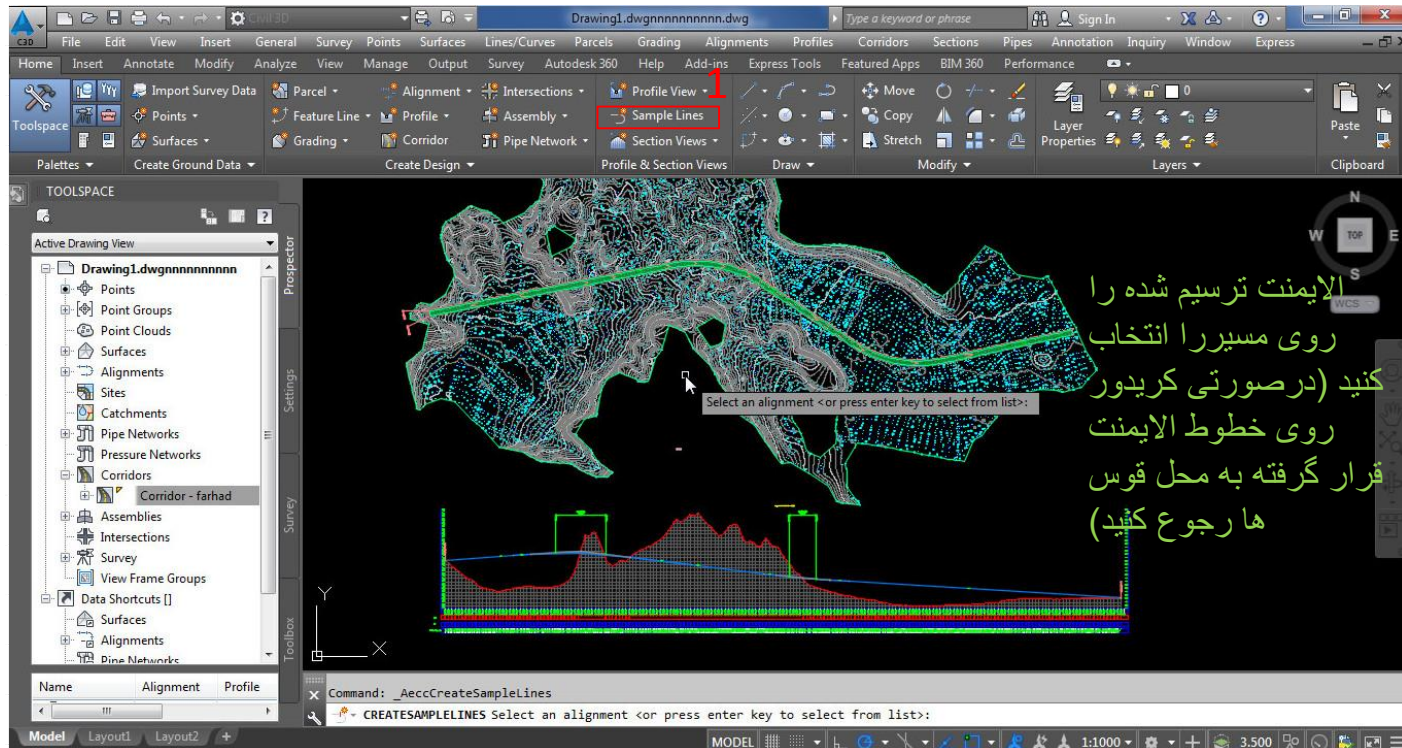 Civil 3D
Drawing1.dwgnnnnnnnnnn.dwg
Type a keyword or phrase
Sign In
C3D File Edit View Insert General Survey Points Surfaces Lines/Curves Parcels Grading Alignments Profiles Corridors Sections Pipes Annotation Inquiry Window Express
Home Insert Annotate Modify Analyze View Manage Output Survey Autodesk 360 Help Add-ins Express Tools Featured Apps BIM 360 Performance
1
Toolspace
Import Survey Data
Points
Surfaces
Parcel
Feature Line
Grading
Alignment
Profile
Corridor
Intersections
Assembly
Pipe Network
Profile View
Sample Lines
Section Views
Move
Copy
Stretch
Layer
Properties
0
Paste
Palettes Create Ground Data Create Design Profile & Section Views Draw Modify Layers Clipboard
TOOLSPACE
Active Drawing View
Drawing1.dwgnnnnnnnnnn
Points
Point Groups
Point Clouds
Surfaces
Alignments
Sites
Catchments
Pipe Networks
Pressure Networks
Corridors
Corridor - farhad
Assemblies
Intersections
Survey
View Frame Groups
Data Shortcuts []
Surfaces
Alignments
Pipe Networks
Name Alignment Profile
Prospector
Settings
Survey
Toolbox
N
W TOP E
S
WCS
Select an alignment <or press enter key to select from list>:
الایمنت ترسیم شده را
روی مسیررا انتخاب
کنید (درصورتی کریدور
روی خطوط الایمنت
قرار گرفته به محل قوس
ها رجوع کنید)
Y
X
Command: _AeccCreateSampleLines
CREATESAMPLELINES Select an alignment <or press enter key to select from list>:
Model Layout1 Layout2 +
MODEL 1:1000 3.500